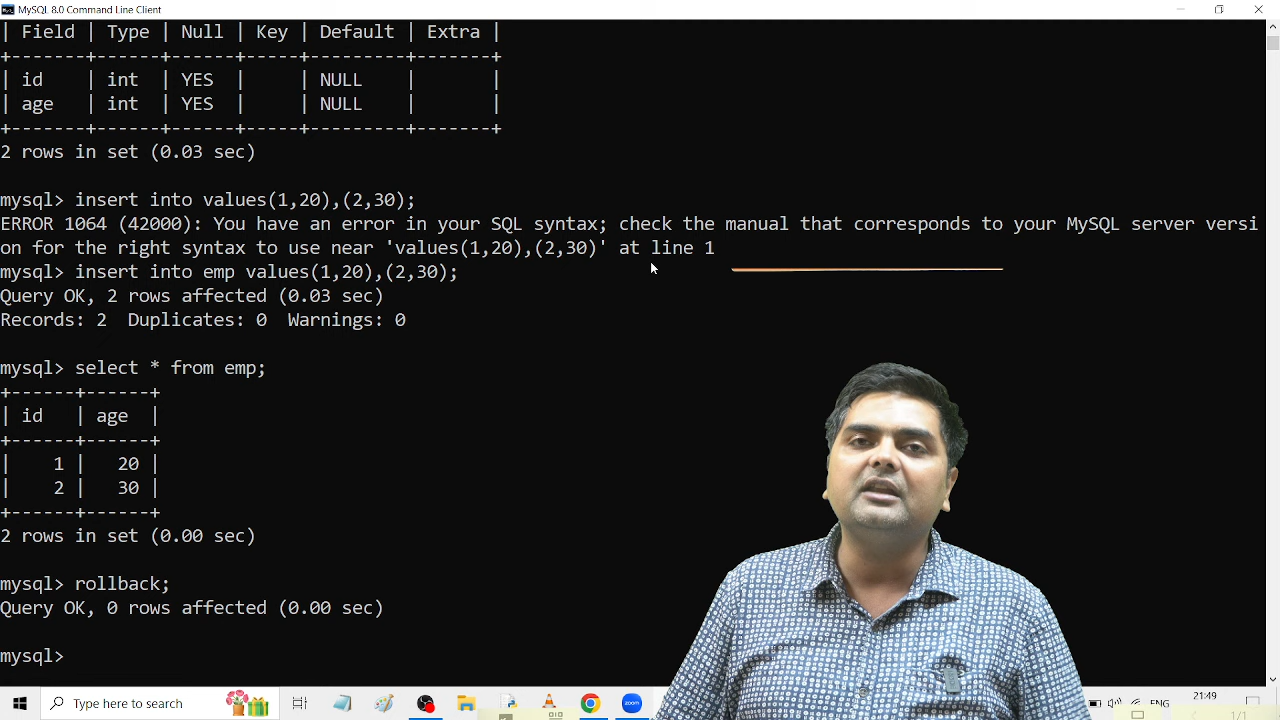 MySQL 8.0 Command Line Client
| Field | Type | Null | Key | Default | Extra |
+-------+------+------+-----+---------+-------+
| id    | int  | YES  |     | NULL    |       |
| age   | int  | YES  |     | NULL    |       |
+-------+------+------+-----+---------+-------+
2 rows in set (0.03 sec)
mysql> insert into values(1,20),(2,30);
ERROR 1064 (42000): You have an error in your SQL syntax; check the manual that corresponds to your MySQL server versi
on for the right syntax to use near 'values(1,20),(2,30)' at line 1
mysql> insert into emp values(1,20),(2,30);
Query OK, 2 rows affected (0.03 sec)
Records: 2  Duplicates: 0  Warnings: 0
mysql> select * from emp;
+------+------+
| id   | age  |
+------+------+
|    1 |   20 |
|    2 |   30 |
+------+------+
2 rows in set (0.00 sec)
mysql> rollback;
Query OK, 0 rows affected (0.00 sec)
mysql>
Type here to search
zoom
ENG
21:49
1/1